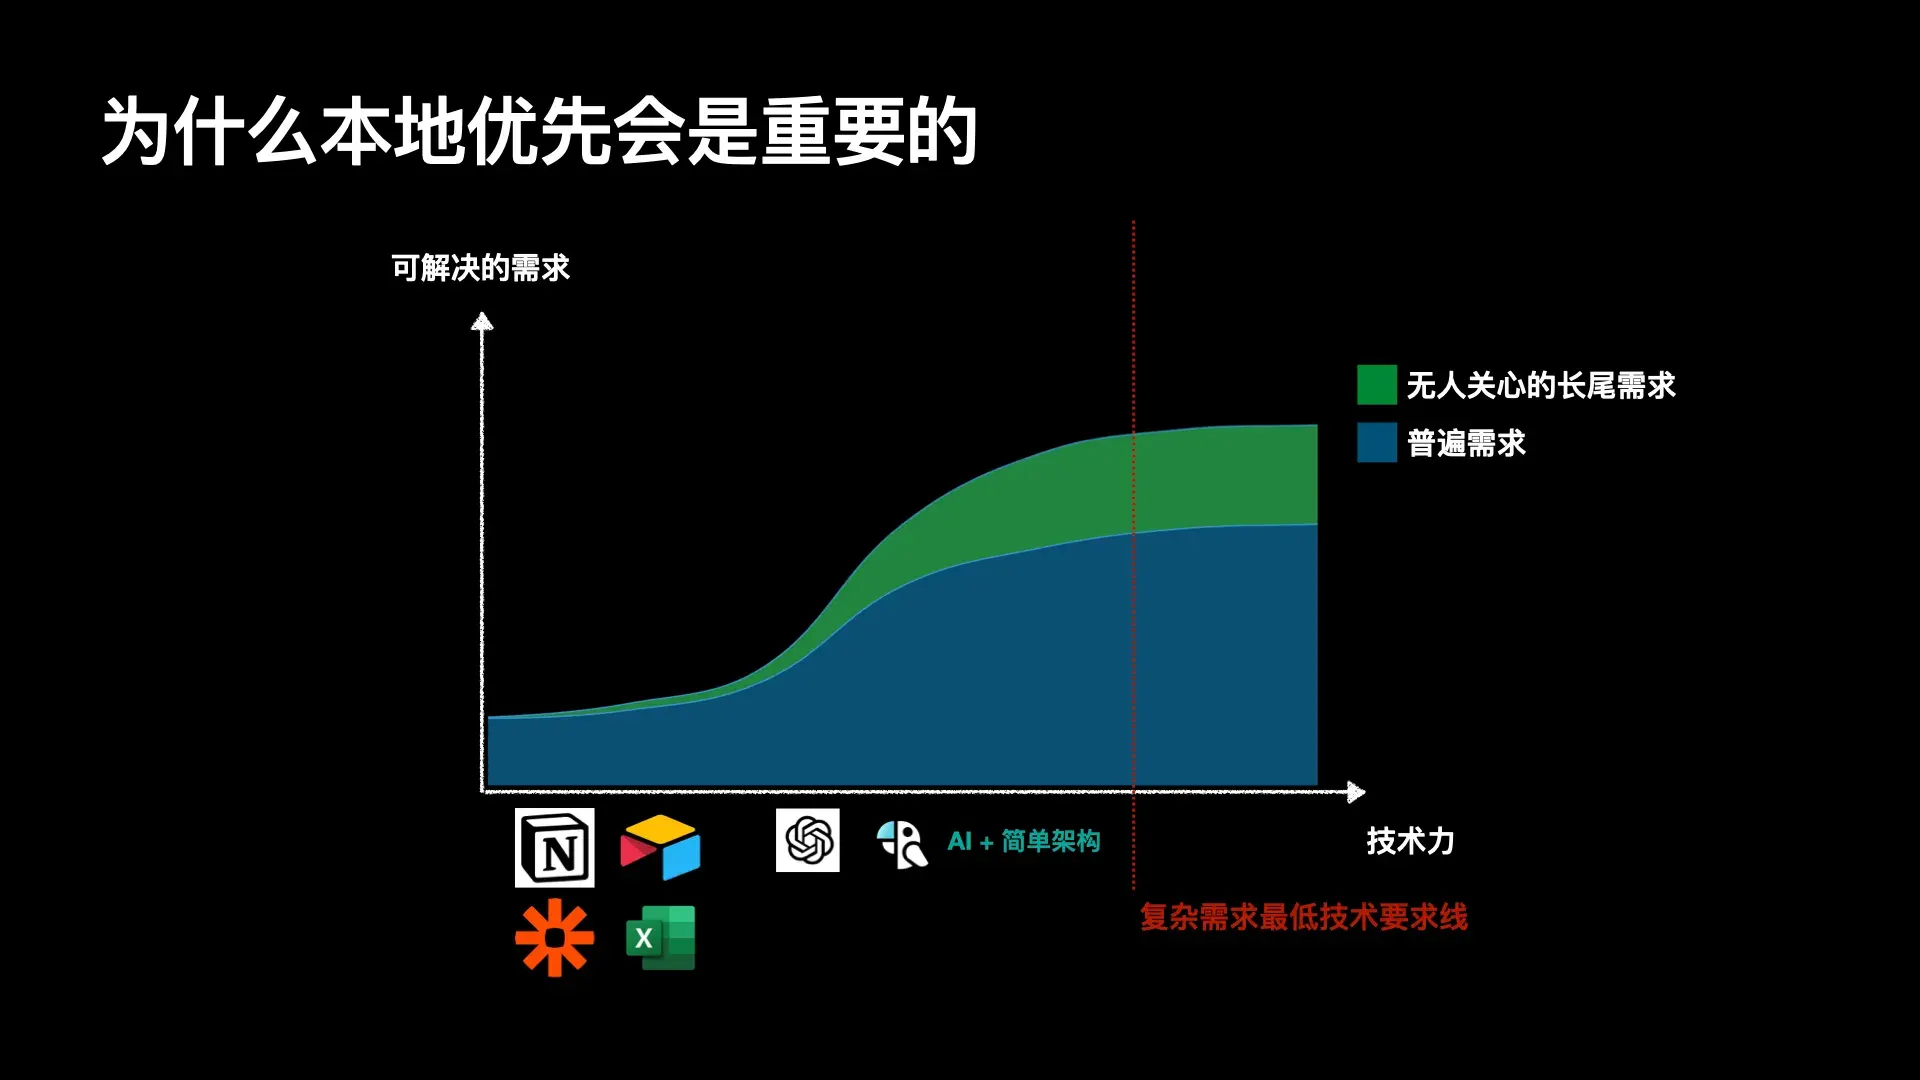 为什么本地优先会是重要的
可解决的需求
无人关心的长尾需求
普遍需求
N
AI + 简单架构
技术力
复杂需求最低技术要求线
X